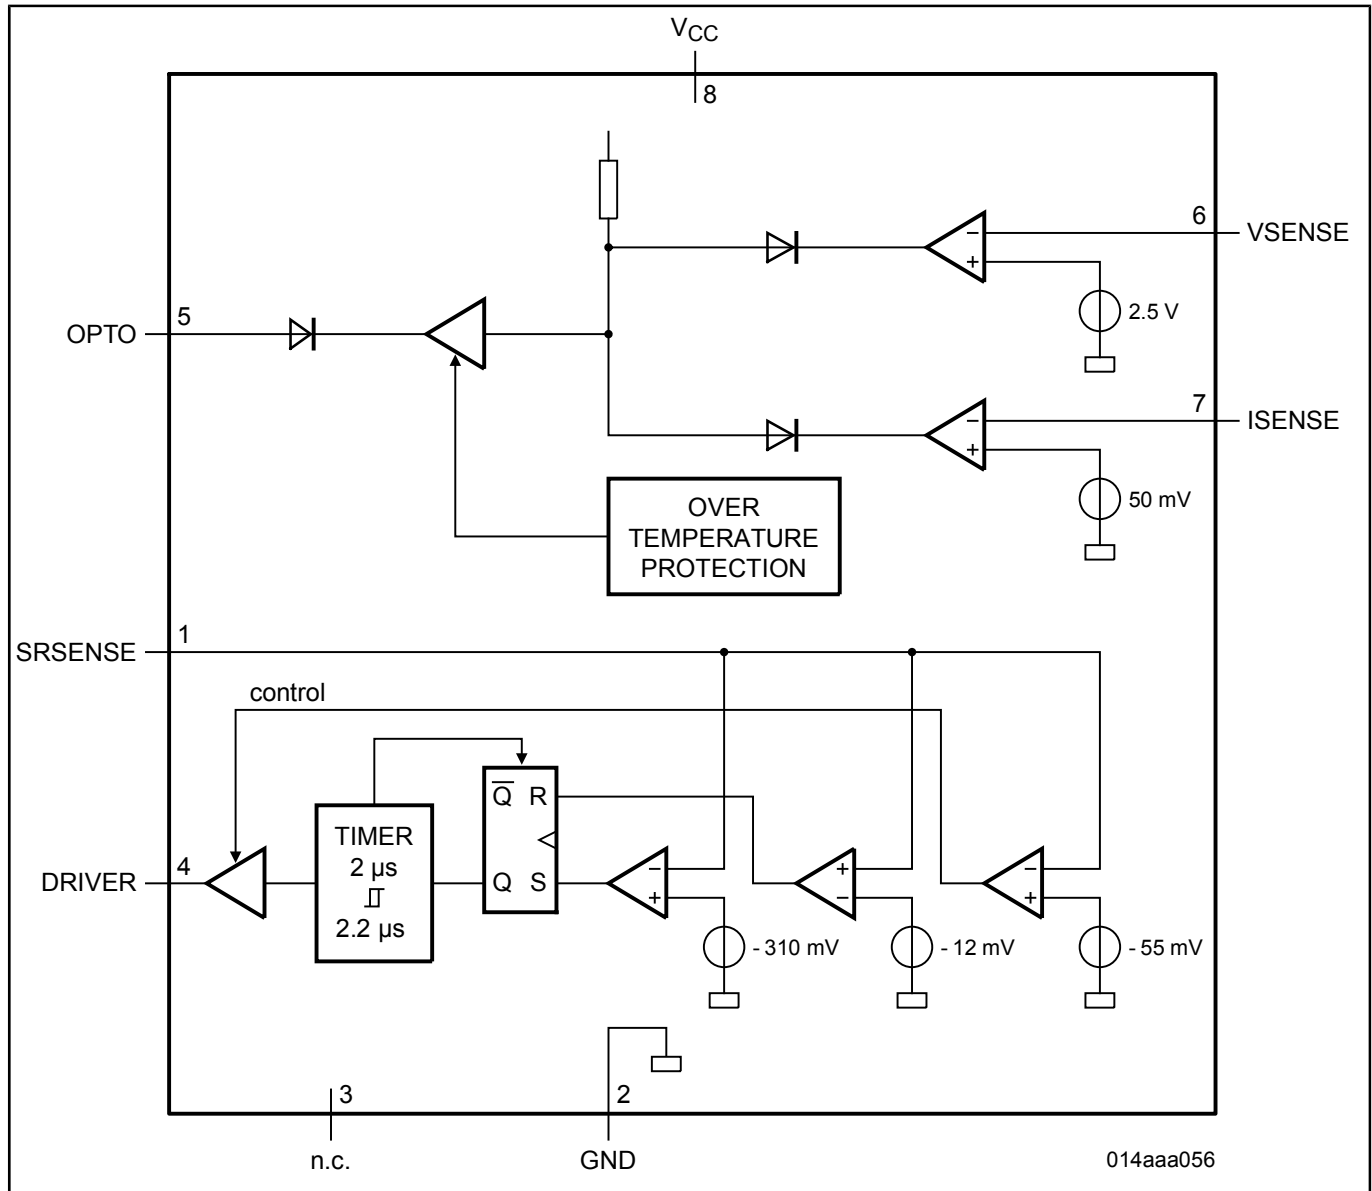 VCC
8
6
VSENSE
2.5 V
5
OPTO
7
ISENSE
50 mV
OVER
TEMPERATURE
PROTECTION
1
SRSENSE
control
Q R
TIMER
2 µs
2.2 µs
4
DRIVER
Q S
- + + - - +
- 310 mV
- 12 mV
- 55 mV
3
2
n.c.
GND
014aaa056